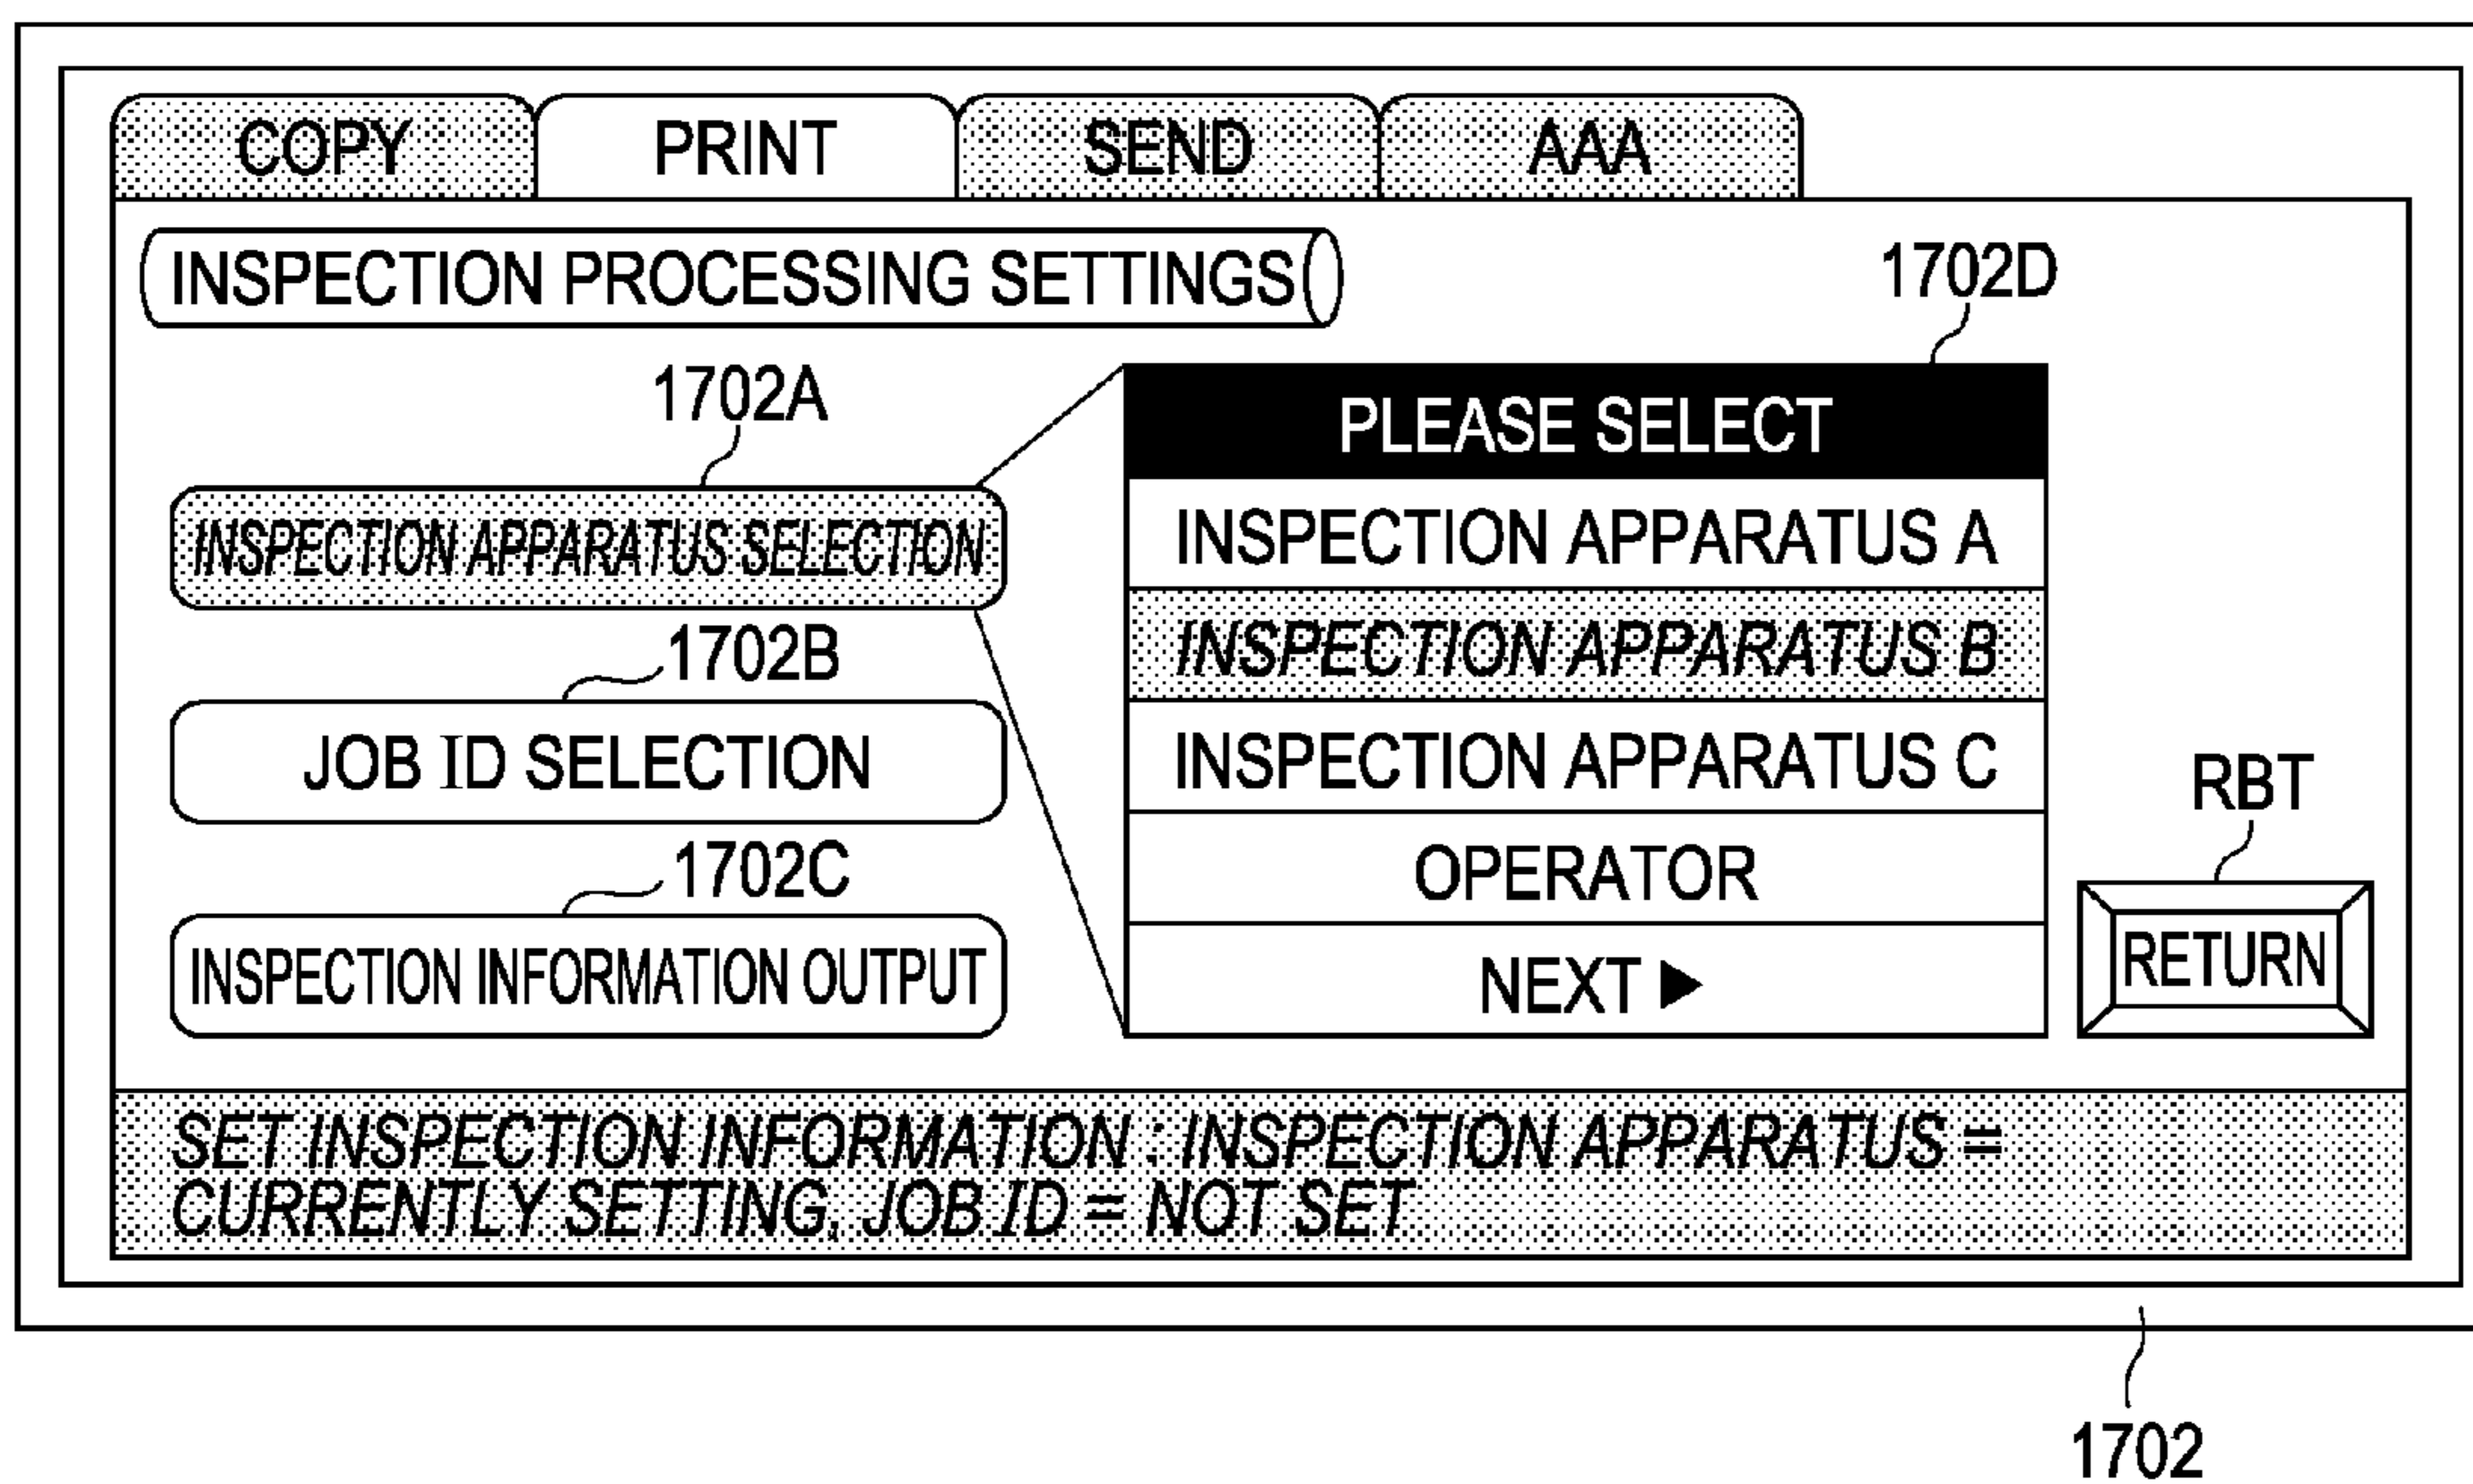 COPY PRINT SEND AAA
INSPECTION PROCESSING SETTINGS
1702D
1702A
PLEASE SELECT
INSPECTION APPARATUS SELECTION
INSPECTION APPARATUS A
INSPECTION APPARATUS B
1702B
JOB ID SELECTION
INSPECTION APPARATUS C
RBT
1702C
OPERATOR
INSPECTION INFORMATION OUTPUT
NEXT ▶
RETURN
SET INSPECTION INFORMATION : INSPECTION APPARATUS =
CURRENTLY SETTING, JOB ID = NOT SET
1702